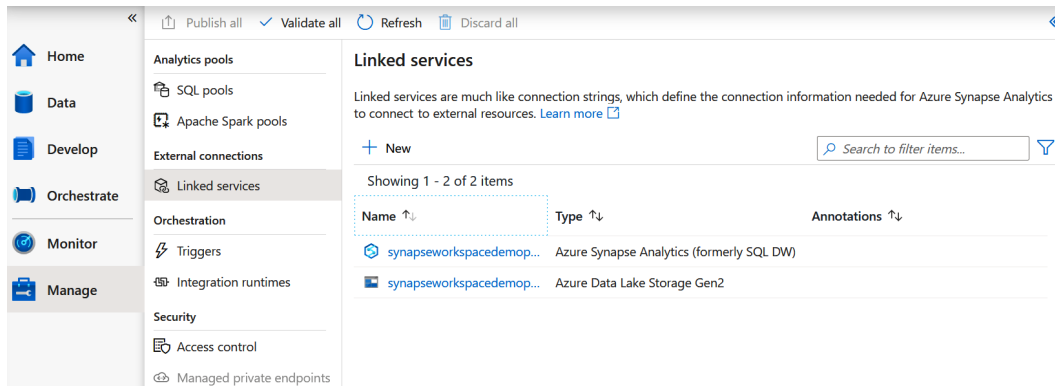 Publish all Validate all Refresh Discard all
Home
Data
Develop
Orchestrate
Monitor
Manage
Analytics pools
SQL pools
Apache Spark pools
External connections
Linked services
Orchestration
Triggers
Integration runtimes
Security
Access control
Managed private endpoints
Linked services
Linked services are much like connection strings, which define the connection information needed for Azure Synapse Analytics
to connect to external resources. Learn more
New
Search to filter items...
Showing 1 - 2 of 2 items
Name Type Annotations
synapseworkspacedemop... Azure Synapse Analytics (formerly SQL DW)
synapseworkspacedemop... Azure Data Lake Storage Gen2